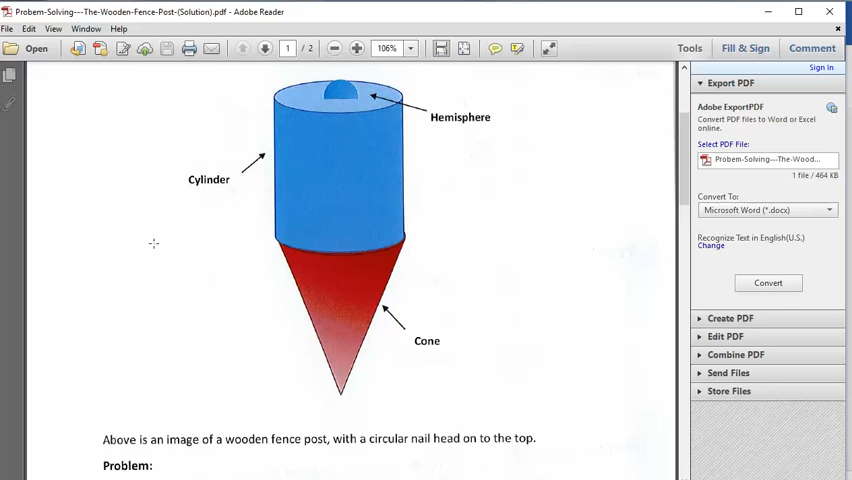 Probem-Solving---The-Wooden-Fence-Post-(Solution).pdf - Adobe Reader
File Edit View Window Help
Open 1 / 2 106% Tools Fill & Sign Comment
Sign In
Hemisphere
Cylinder
Cone
Above is an image of a wooden fence post, with a circular nail head on to the top.
Problem:
Export PDF
Adobe ExportPDF
Convert PDF files to Word or Excel
online.
Select PDF File:
Probem-Solving---The-Wood...
1 file / 464 KB
Convert To:
Microsoft Word (*.docx)
Recognize Text in English(U.S.)
Change
Convert
Create PDF
Edit PDF
Combine PDF
Send Files
Store Files